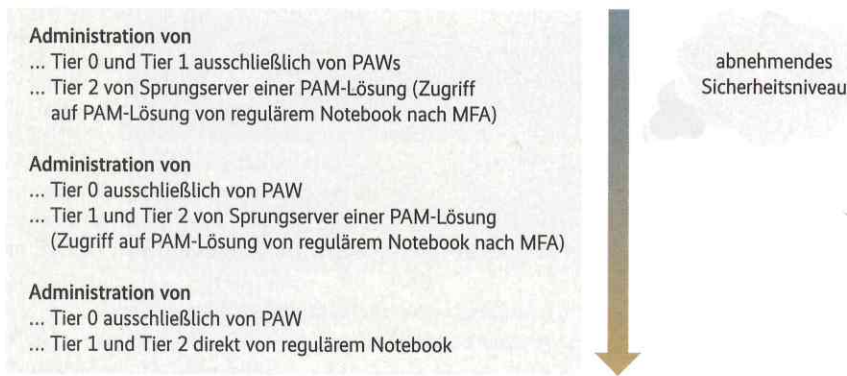 Administration von
... Tier 0 und Tier 1 ausschließlich von PAWs
... Tier 2 von Sprungserver einer PAM-Lösung (Zugriff
auf PAM-Lösung von regulärem Notebook nach MFA)
Administration von
... Tier 0 ausschließlich von PAW
... Tier 1 und Tier 2 von Sprungserver einer PAM-Lösung
(Zugriff auf PAM-Lösung von regulärem Notebook nach MFA)
Administration von
... Tier 0 ausschließlich von PAW
... Tier 1 und Tier 2 direkt von regulärem Notebook
abnehmendes
Sicherheitsniveau